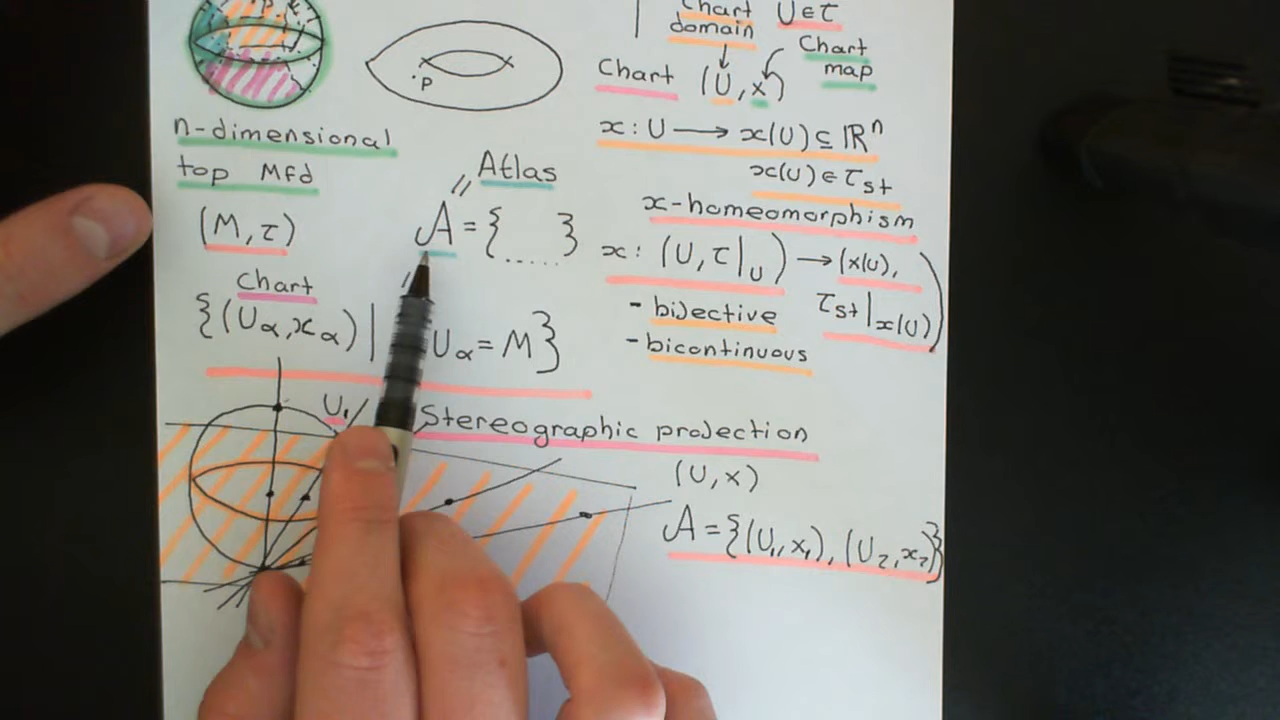 Chart U∈τ
domain
Chart
map
Chart (U,x)
x: U → x(U) ⊆ ℝⁿ
x(U) ∈ τst
x-homeomorphism
x: (U, τ|U) → (x(U),
τst|x(U))
- bijective
- bicontinuous
p
.p
n-dimensional
top Mfd
(M,τ)
Atlas
𝒜 = { ..... }
Chart
{(Uα,xα)| Uα = M}
U₁
Stereographic projection
(U,x)
𝒜 = {(U₁,x₁), (U₂,x₂)}